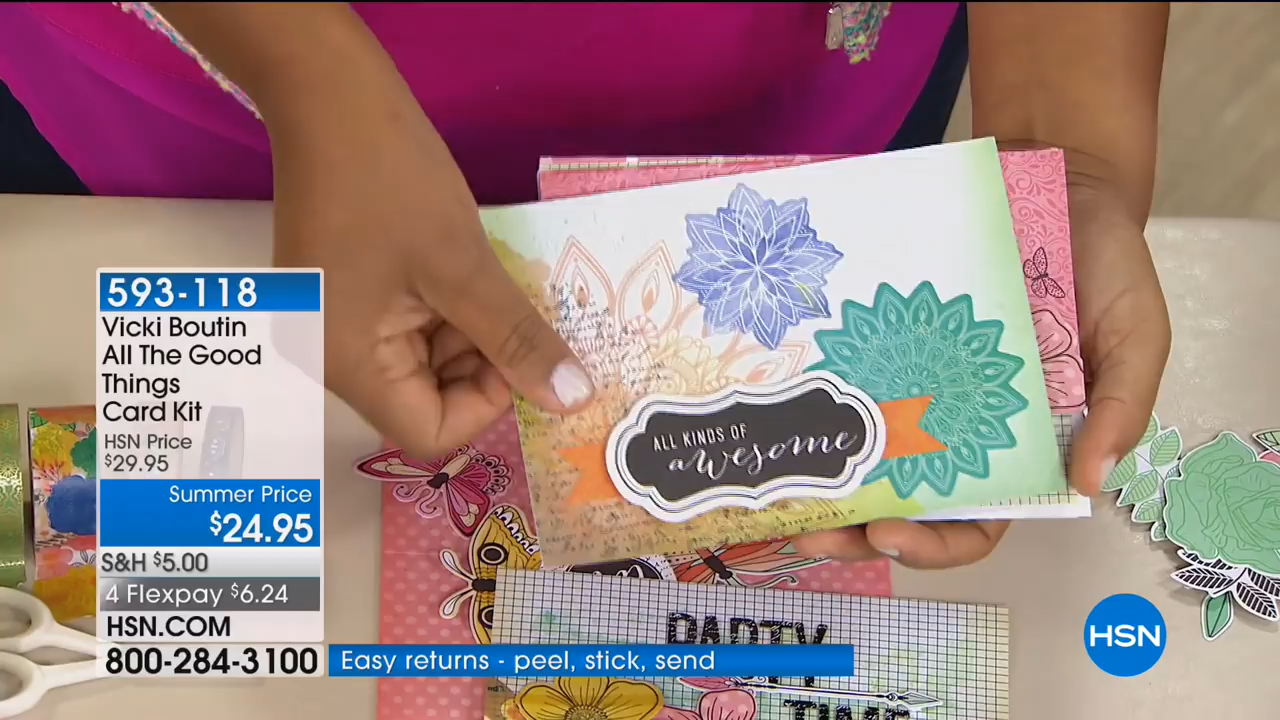 593-118
Vicki Boutin
All The Good
Things
Card Kit
HSN Price
$29.95
Summer Price
$24.95
S&H $5.00
4 Flexpay $6.24
HSN.COM
800-284-3100
Easy returns - peel, stick, send
HSN
ALL KINDS OF
awesome
PARTY
TIME